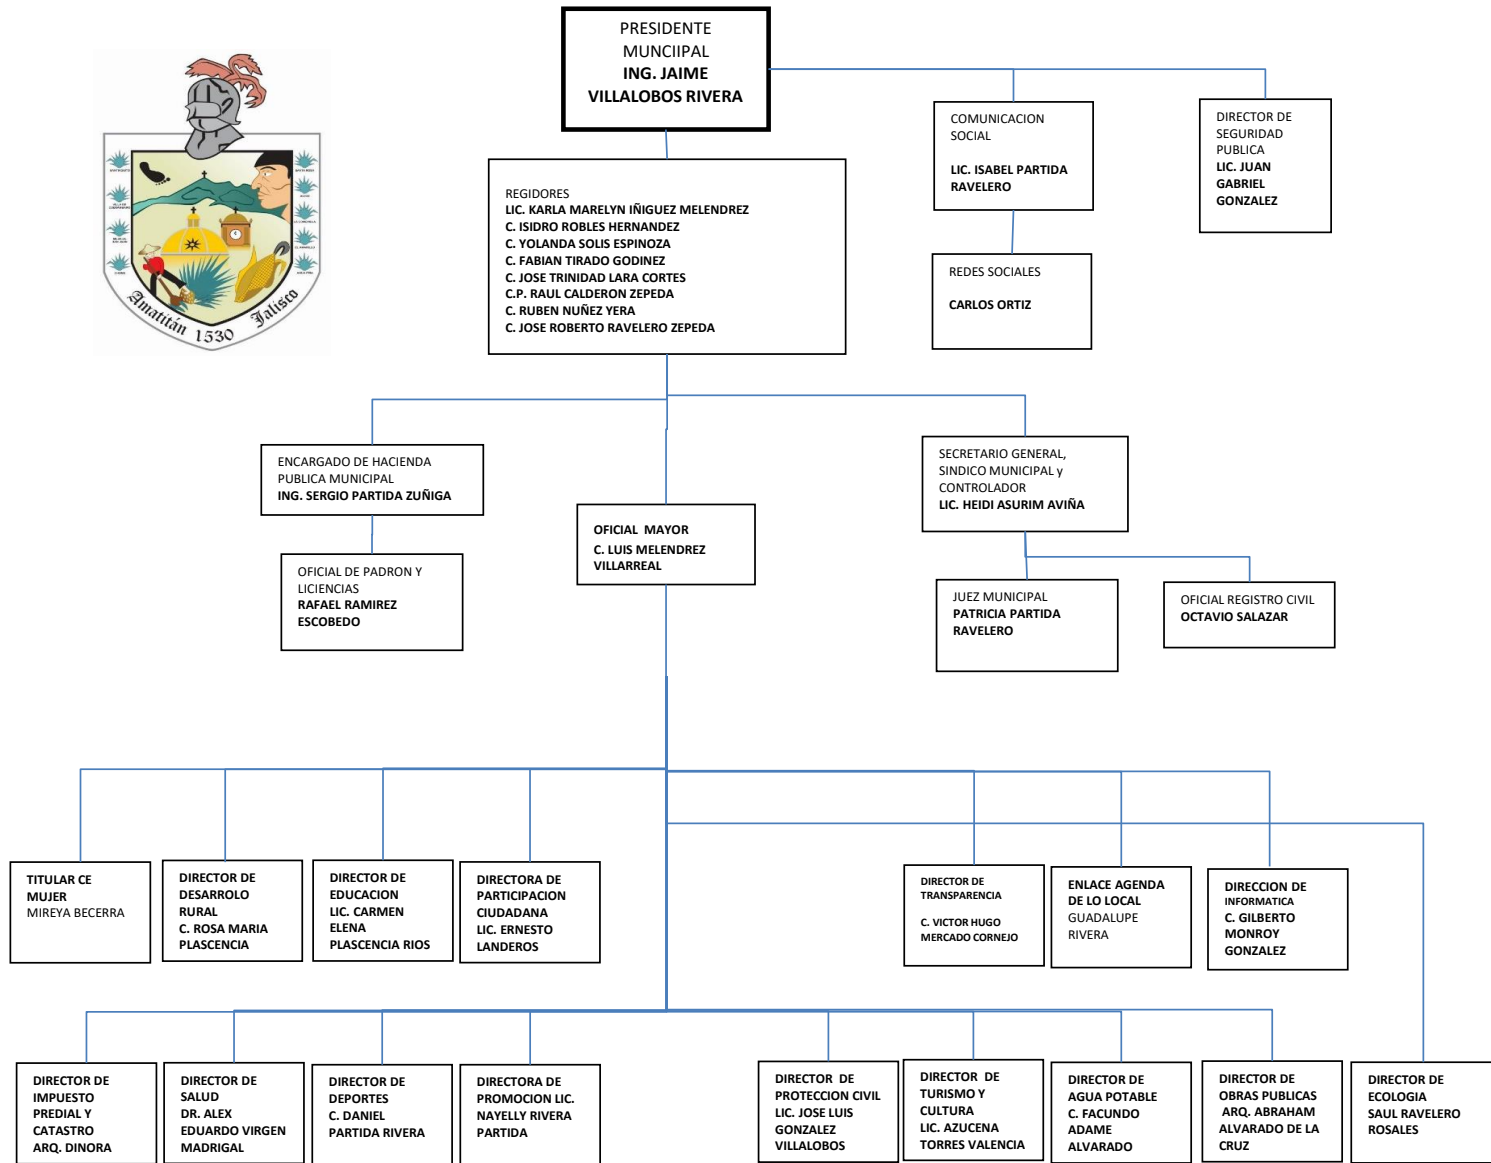 PRESIDENTE
MUNCIIPAL
ING. JAIME
VILLALOBOS RIVERA
COMUNICACION
SOCIAL
LIC. ISABEL PARTIDA
RAVELERO
DIRECTOR DE
SEGURIDAD
PUBLICA
LIC. JUAN
GABRIEL
GONZALEZ
REGIDORES
LIC. KARLA MARELYN IÑIGUEZ MELENDREZ
C. ISIDRO ROBLES HERNANDEZ
C. YOLANDA SOLIS ESPINOZA
C. FABIAN TIRADO GODINEZ
C. JOSE TRINIDAD LARA CORTES
C.P. RAUL CALDERON ZEPEDA
C. RUBEN NUÑEZ YERA
C. JOSE ROBERTO RAVELERO ZEPEDA
REDES SOCIALES
CARLOS ORTIZ
Amatitán 1530 Jalisco
ENCARGADO DE HACIENDA
PUBLICA MUNICIPAL
ING. SERGIO PARTIDA ZUÑIGA
OFICIAL MAYOR
C. LUIS MELENDREZ
VILLARREAL
SECRETARIO GENERAL,
SINDICO MUNICIPAL y
CONTROLADOR
LIC. HEIDI ASURIM AVIÑA
OFICIAL DE PADRON Y
LICIENCIAS
RAFAEL RAMIREZ
ESCOBEDO
JUEZ MUNICIPAL
PATRICIA PARTIDA
RAVELERO
OFICIAL REGISTRO CIVIL
OCTAVIO SALAZAR
TITULAR CE
MUJER
MIREYA BECERRA
DIRECTOR DE
DESARROLO
RURAL
C. ROSA MARIA
PLASCENCIA
DIRECTOR DE
EDUCACION
LIC. CARMEN
ELENA
PLASCENCIA RIOS
DIRECTORA DE
PARTICIPACION
CIUDADANA
LIC. ERNESTO
LANDEROS
DIRECTOR DE
TRANSPARENCIA
C. VICTOR HUGO
MERCADO CORNEJO
ENLACE AGENDA
DE LO LOCAL
GUADALUPE
RIVERA
DIRECCION DE
INFORMATICA
C. GILBERTO
MONROY
GONZALEZ
DIRECTOR DE
IMPUESTO
PREDIAL Y
CATASTRO
ARQ. DINORA
DIRECTOR DE
SALUD
DR. ALEX
EDUARDO VIRGEN
MADRIGAL
DIRECTOR DE
DEPORTES
C. DANIEL
PARTIDA RIVERA
DIRECTORA DE
PROMOCION LIC.
NAYELLY RIVERA
PARTIDA
DIRECTOR DE
PROTECCION CIVIL
LIC. JOSE LUIS
GONZALEZ
VILLALOBOS
DIRECTOR DE
TURISMO Y
CULTURA
LIC. AZUCENA
TORRES VALENCIA
DIRECTOR DE
AGUA POTABLE
C. FACUNDO
ADAME
ALVARADO
DIRECTOR DE
OBRAS PUBLICAS
ARQ. ABRAHAM
ALVARADO DE LA
CRUZ
DIRECTOR DE
ECOLOGIA
SAUL RAVELERO
ROSALES